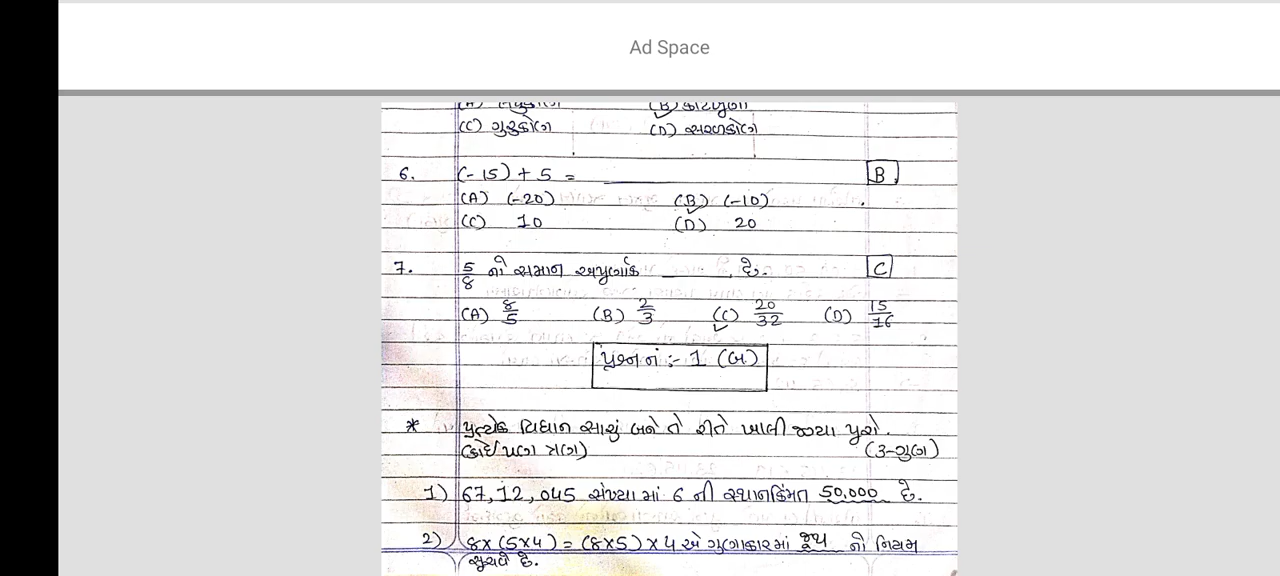 Ad Space
(C) ગુરુકોણ (D) સરળકોણ
6. (-15) + 5 = ______ B
(A) (-20) (B) (-10)
(C) 10 (D) 20
7. 5/8 નો સમાન અપૂર્ણાંક ______ છે. C
(A) 8/5 (B) 2/3 (C) 20/32 (D) 15/16
પ્રશ્ન નં :- 1 (બ)
* પ્રત્યેક વિધાન સાચું બને તે રીતે ખાલી જગ્યા પૂરો.
(કોઈ પણ ત્રણ) (3-ગુણ)
1) 67,12,045 સંખ્યા માં 6 ની સ્થાનકિંમત 50,000 છે.
2) 8×(5×4) = (8×5)×4 એ ગુણાકારમાં જૂથ નો નિયમ
સૂચવે છે.